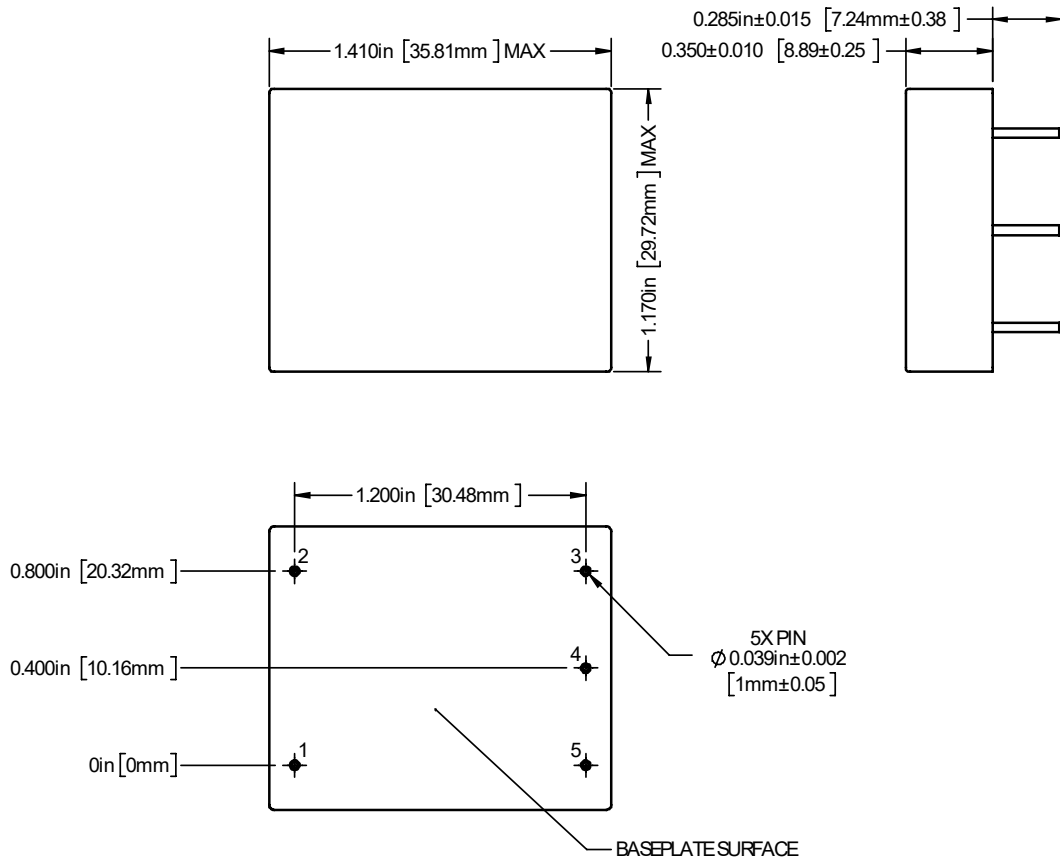 0.285in±0.015 [7.24mm±0.38 ]
1.410in [35.81mm ] MAX
0.350±0.010 [8.89±0.25 ]
1.170in [29.72mm ] MAX
1.200in [30.48mm ]
2
3
0.800in [20.32mm ]
5X PIN
Ø 0.039in±0.002
[1mm±0.05 ]
4
0.400in [10.16mm ]
1
5
0in [0mm]
BASEPLATE SURFACE